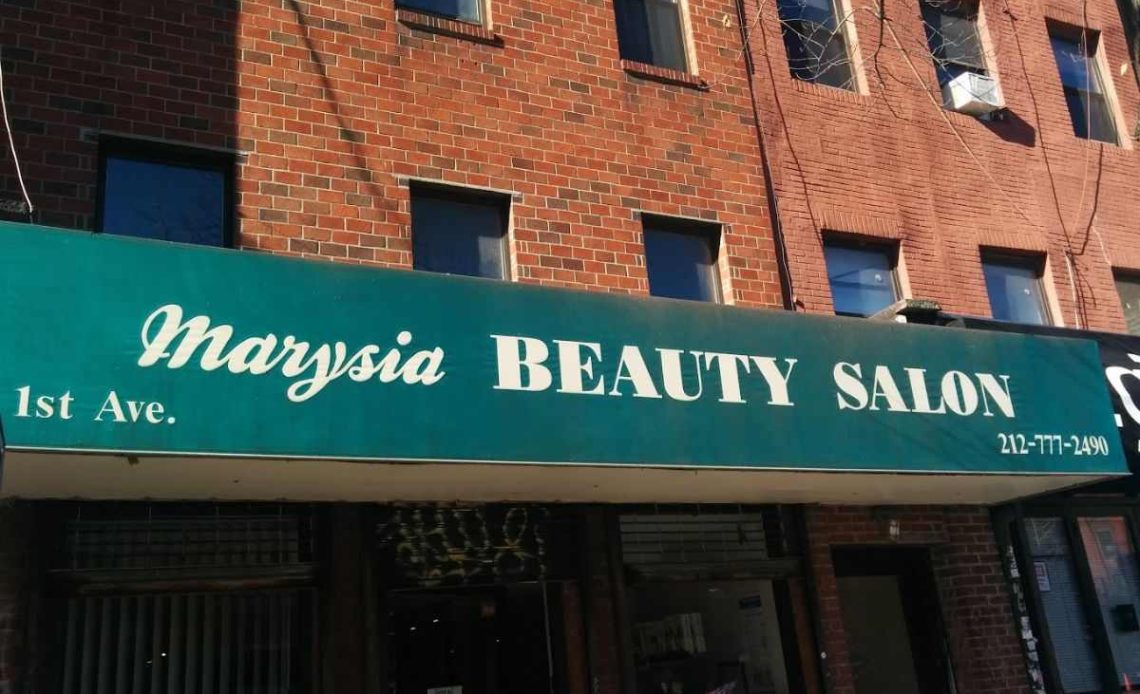 Marysia BEAUTY SALON
1st Ave.
212-777-2490